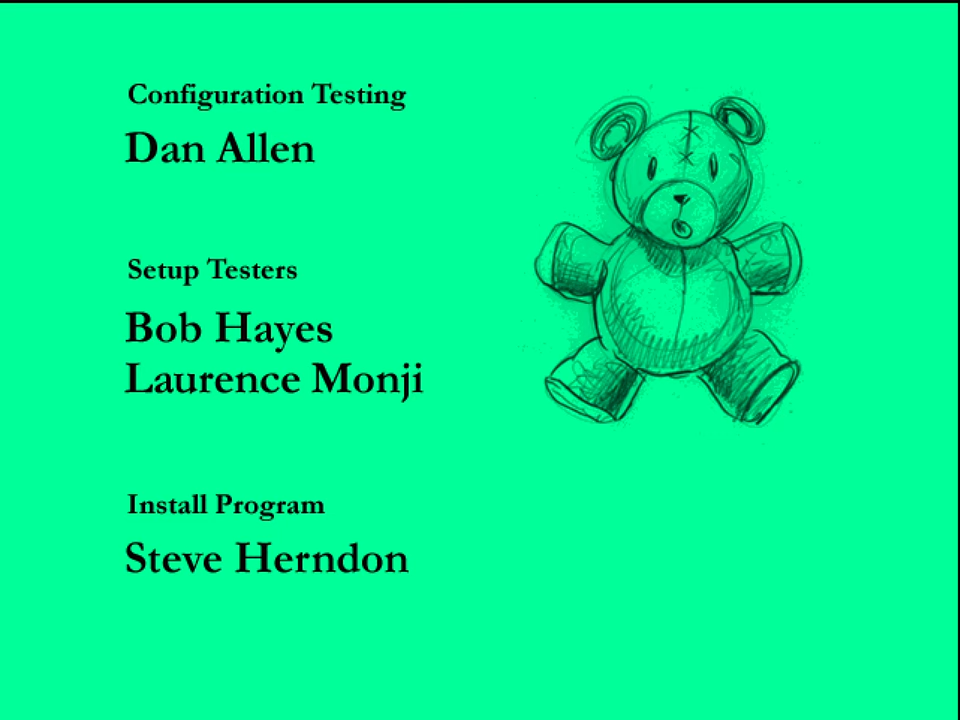 Configuration Testing
Dan Allen
Setup Testers
Bob Hayes
Laurence Monji
Install Program
Steve Herndon